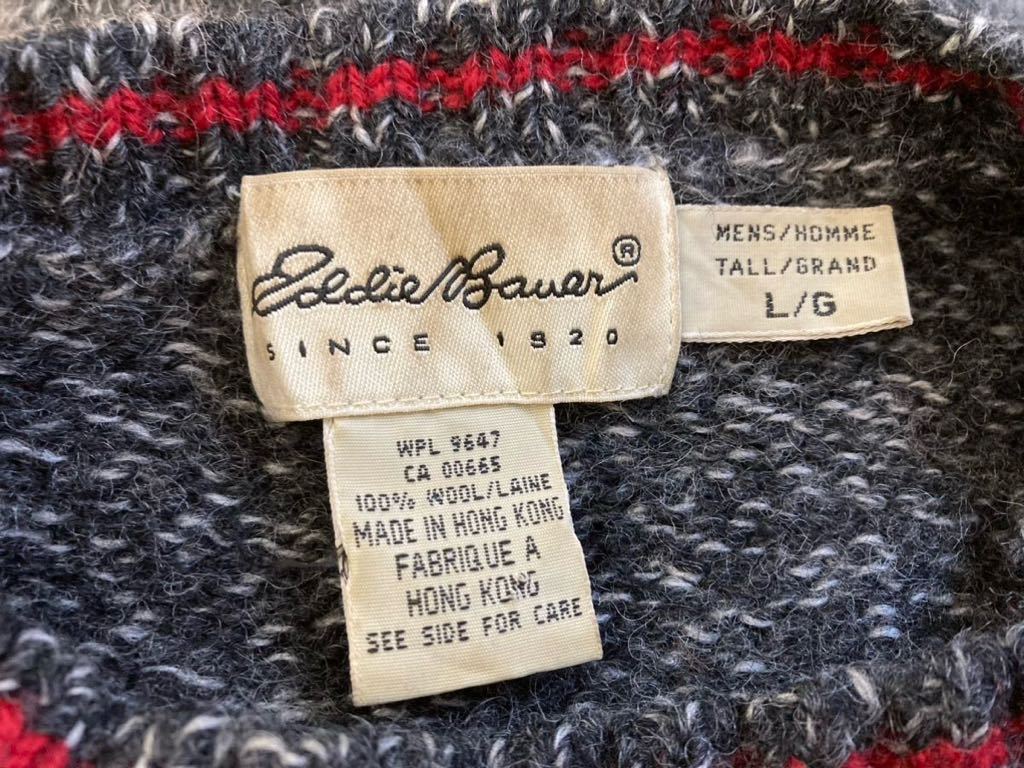 Eddie Bauer®
SINCE 1920
MENS/HOMME
TALL/GRAND
L/G
WPL 9647
CA 00665
100% WOOL/LAINE
MADE IN HONG KONG
FABRIQUE A
HONG KONG
SEE SIDE FOR CARE